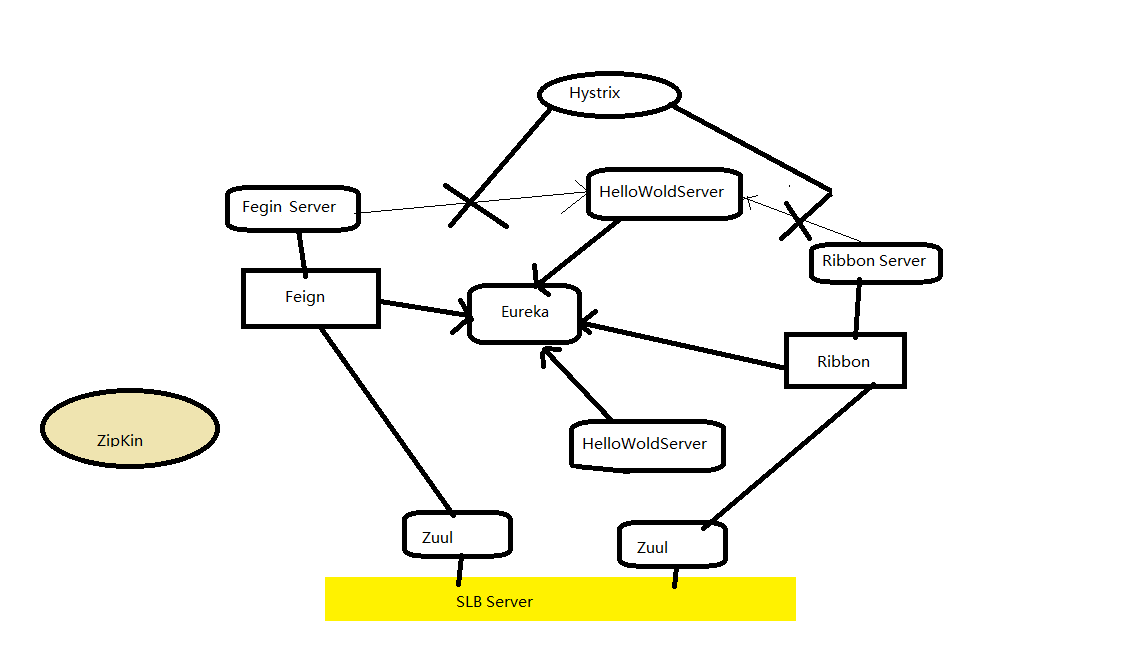 Hystrix
HelloWoldServer
Fegin Server
Ribbon Server
Feign
Eureka
Ribbon
ZipKin
HelloWoldServer
Zuul
Zuul
SLB Server